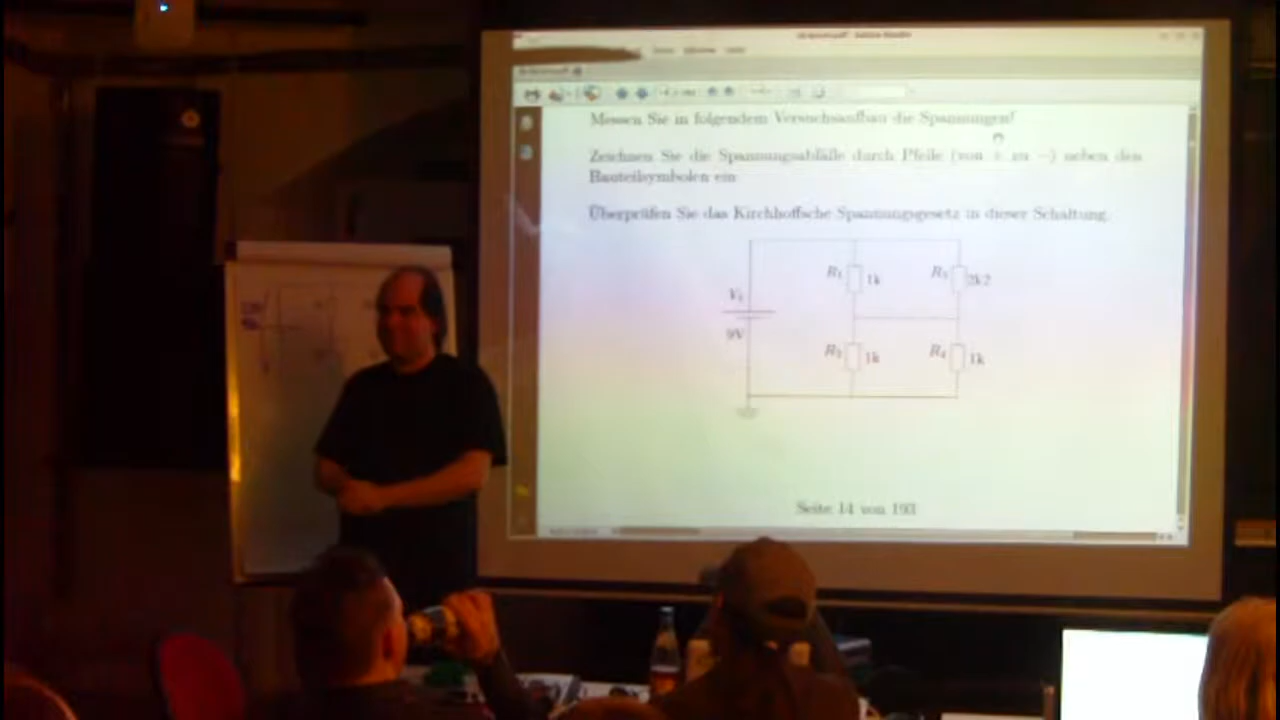 Messen Sie in folgendem Versuchsaufbau die Spannungen!
Zeichnen Sie die Spannungsabfälle durch Pfeile (von + zu −) neben den
Bauteilsymbolen ein
Überprüfen Sie das Kirchhoffsche Spannungsgesetz in dieser Schaltung.
R1 1k
R3 2k2
V1
9V
R2 1k
R4 1k
Seite 14 von 193